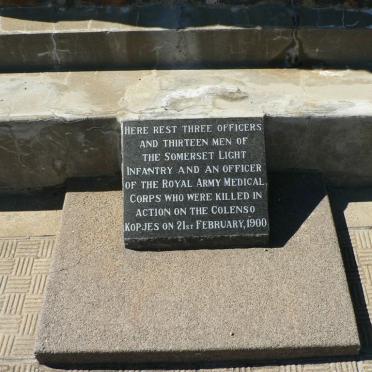 HERE REST THREE OFFICERS
AND THIRTEEN MEN OF
THE SOMERSET LIGHT
INFANTRY AND AN OFFICER
OF THE ROYAL ARMY MEDICAL
CORPS WHO WERE KILLED IN
ACTION ON THE COLENSO
KOPJES ON 21ST FEBRUARY, 1900